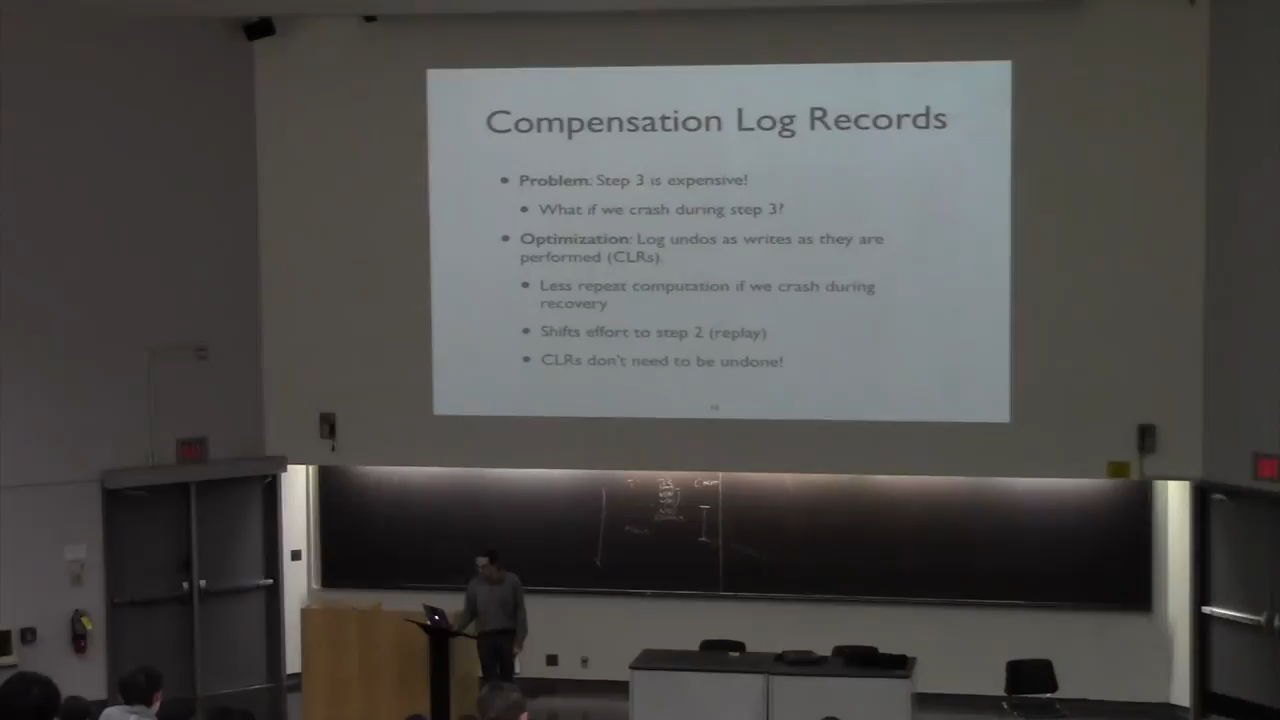 Compensation Log Records
• Problem: Step 3 is expensive!
• What if we crash during step 3?
• Optimization: Log undos as writes as they are
performed (CLRs)
• Less repeat computation if we crash during
recovery
• Shifts effort to step 2 (replay)
• CLRs don't need to be undone!